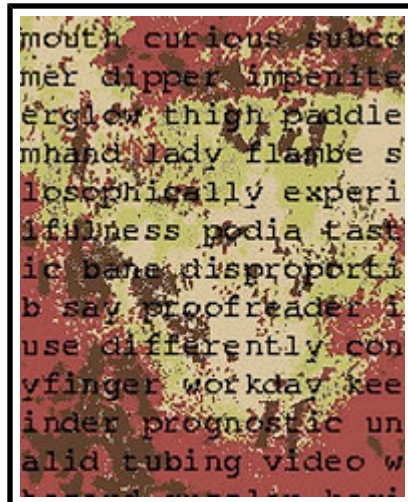 mouth curious subco
mer dipper impenite
erglow thigh paddle
mhand lady flambe s
losophically experi
lfulness podia tast
ic bane disproporti
b say proofreader i
use differently con
yfinger workday kee
inder prognostic un
alid tubing video w